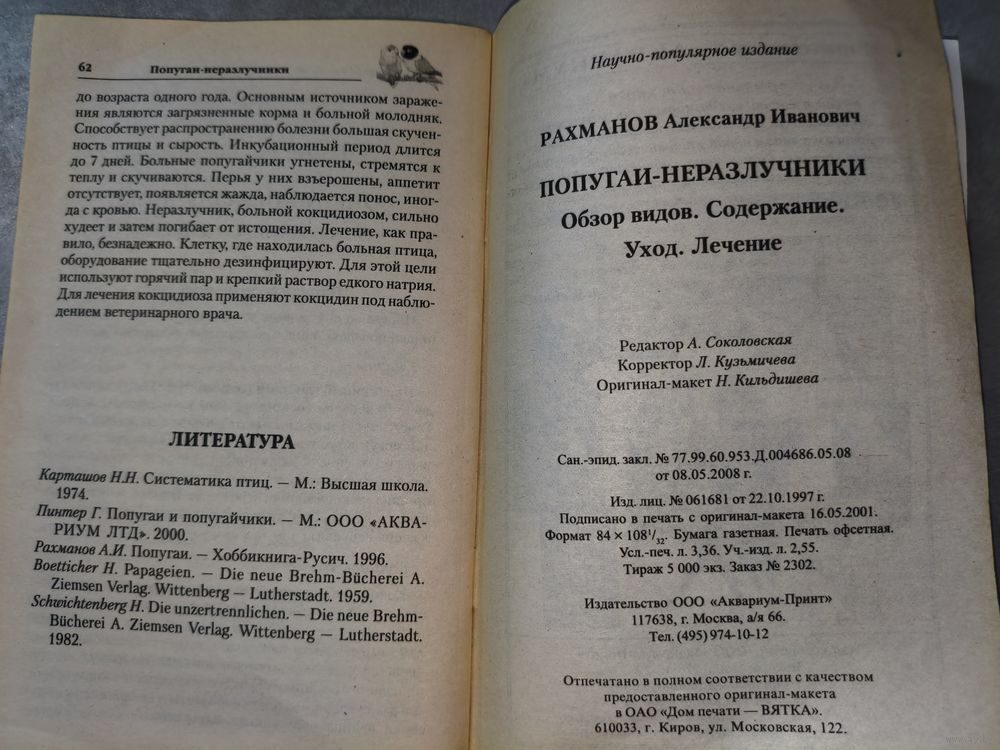 62 Попугаи-неразлучники
до возраста одного года. Основным источником зараже-
ния являются загрязненные корма и больной молодняк.
Способствует распространению болезни большая скучен-
ность птицы и сырость. Инкубационный период длится
до 7 дней. Больные попугайчики угнетены, стремятся к
теплу и скучиваются. Перья у них взъерошены, аппетит
отсутствует, появляется жажда, наблюдается понос, иног-
да с кровью. Неразлучник, больной кокцидиозом, сильно
худеет и затем погибает от истощения. Лечение, как пра-
вило, безнадежно. Клетку, где находилась больная птица,
оборудование тщательно дезинфицируют. Для этой цели
используют горячий пар и крепкий раствор едкого натрия.
Для лечения кокцидиоза применяют кокцидин под наблю-
дением ветеринарного врача.
ЛИТЕРАТУРА
Карташов Н.Н. Систематика птиц. — М.: Высшая школа.
1974.
Пинтер Г. Попугаи и попугайчики. — М.: ООО «АКВА-
РИУМ ЛТД». 2000.
Рахманов А.И. Попугаи. — Хоббикнига-Русич. 1996.
Boetticher H. Papageien. — Die neue Brehm-Bücherei A.
Ziemsen Verlag. Wittenberg — Lutherstadt. 1959.
Schwichtenberg H. Die unzertrennlichen. — Die neue Brehm-
Bücherei A. Ziemsen Verlag. Wittenberg — Lutherstadt.
1982.
Научно-популярное издание
РАХМАНОВ Александр Иванович
ПОПУГАИ-НЕРАЗЛУЧНИКИ
Обзор видов. Содержание.
Уход. Лечение
Редактор А. Соколовская
Корректор Л. Кузьмичева
Оригинал-макет Н. Кильдишева
Сан.-эпид. закл. № 77.99.60.953.Д.004686.05.08
от 08.05.2008 г.
Изд. лиц. № 061681 от 22.10.1997 г.
Подписано в печать с оригинал-макета 16.05.2001.
Формат 84 × 108¹/₃₂. Бумага газетная. Печать офсетная.
Усл.-печ. л. 3,36. Уч.-изд. л. 2,55.
Тираж 5 000 экз. Заказ № 2302.
Издательство ООО «Аквариум-Принт»
117638, г. Москва, а/я 66.
Тел. (495) 974-10-12
Отпечатано в полном соответствии с качеством
предоставленного оригинал-макета
в ОАО «Дом печати — ВЯТКА».
610033, г. Киров, ул. Московская, 122.